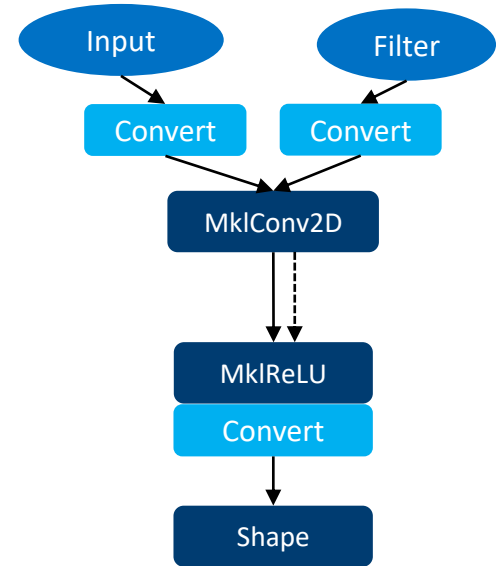 Input
Filter
Convert
Convert
MklConv2D
MklReLU
Convert
Shape